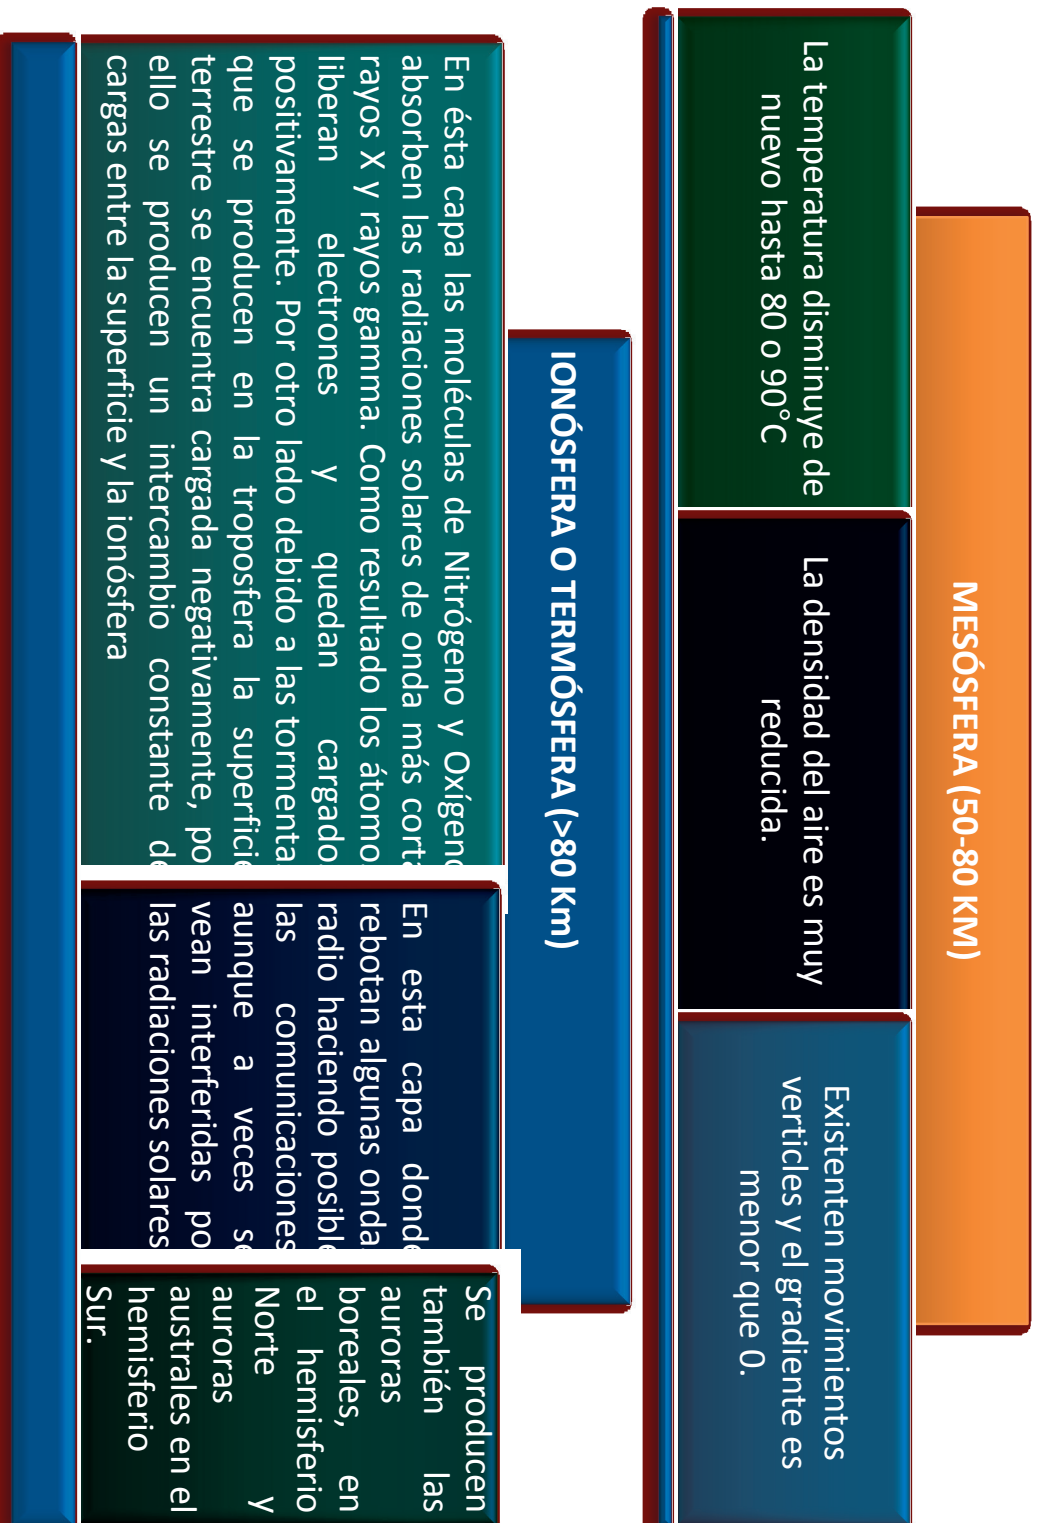 MESÓSFERA (50-80 KM)
La temperatura disminuye de
nuevo hasta 80 o 90°C
La densidad del aire es muy
reducida.
Existenten movimientos
verticles y el gradiente es
menor que 0.
IONÓSFERA O TERMÓSFERA (>80 Km)
En ésta capa las moléculas de Nitrógeno y Oxígeno
absorben las radiaciones solares de onda más corta
rayos X y rayos gamma. Como resultado los átomo
liberan electrones y quedan cargado
positivamente. Por otro lado debido a las tormenta
que se producen en la troposfera la superficie
terrestre se encuentra cargada negativamente, po
ello se producen un intercambio constante de
cargas entre la superficie y la ionósfera
En esta capa donde
rebotan algunas onda
radio haciendo posible
las comunicaciones
aunque a veces se
vean interferidas po
las radiaciones solares
Se producen
también las
auroras
boreales, en
el hemisferio
Norte y
auroras
australes en el
hemisferio
Sur.